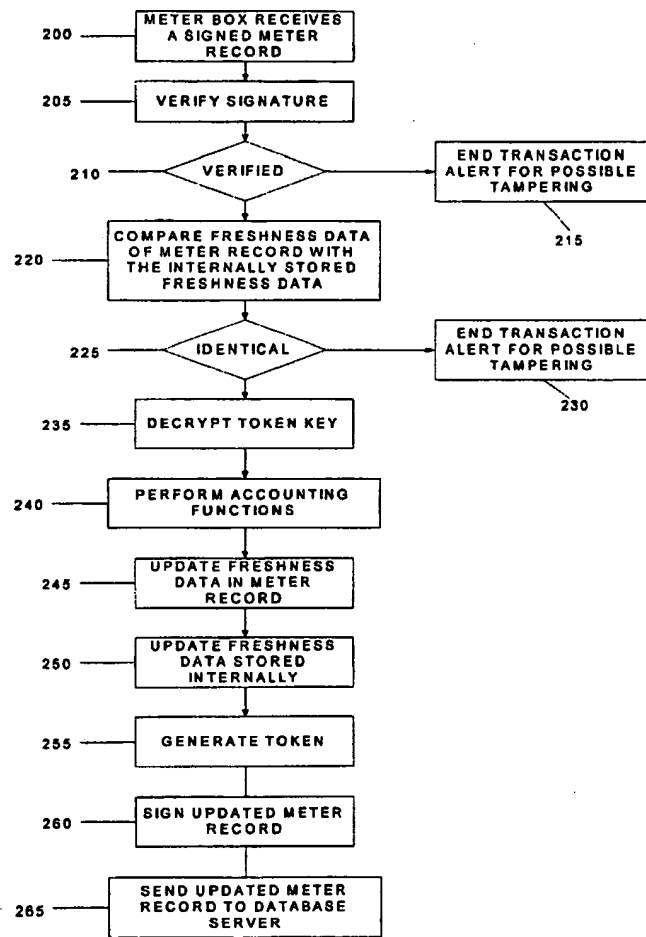 200
METER BOX RECEIVES
A SIGNED METER
RECORD
205
VERIFY SIGNATURE
210
VERIFIED
END TRANSACTION
ALERT FOR POSSIBLE
TAMPERING
215
220
COMPARE FRESHNESS DATA
OF METER RECORD WITH
THE INTERNALLY STORED
FRESHNESS DATA
225
IDENTICAL
END TRANSACTION
ALERT FOR POSSIBLE
TAMPERING
230
235
DECRYPT TOKEN KEY
240
PERFORM ACCOUNTING
FUNCTIONS
245
UPDATE FRESHNESS
DATA IN METER
RECORD
250
UPDATE FRESHNESS
DATA STORED
INTERNALLY
255
GENERATE TOKEN
260
SIGN UPDATED METER
RECORD
265
SEND UPDATED METER
RECORD TO DATABASE
SERVER